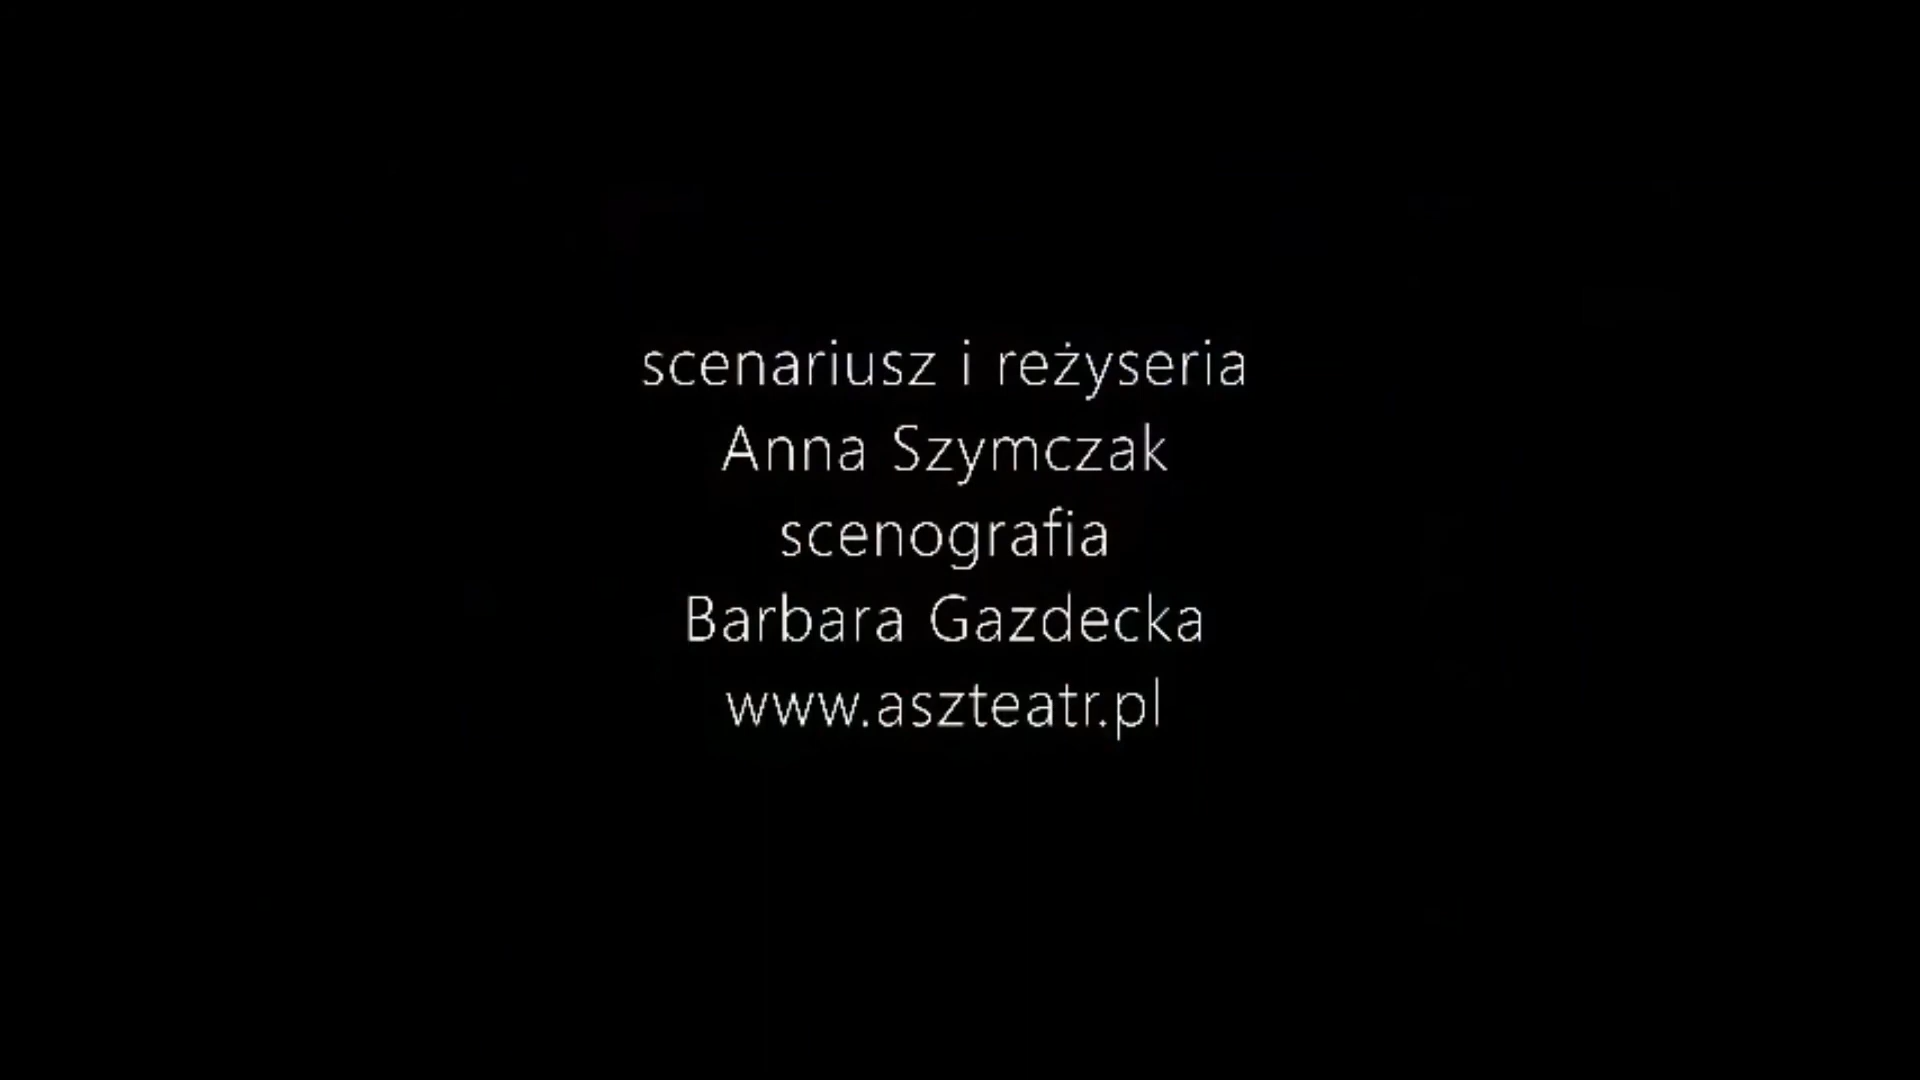 scenariusz i reżyseria
Anna Szymczak
scenografia
Barbara Gazdecka
www.aszteatr.pl